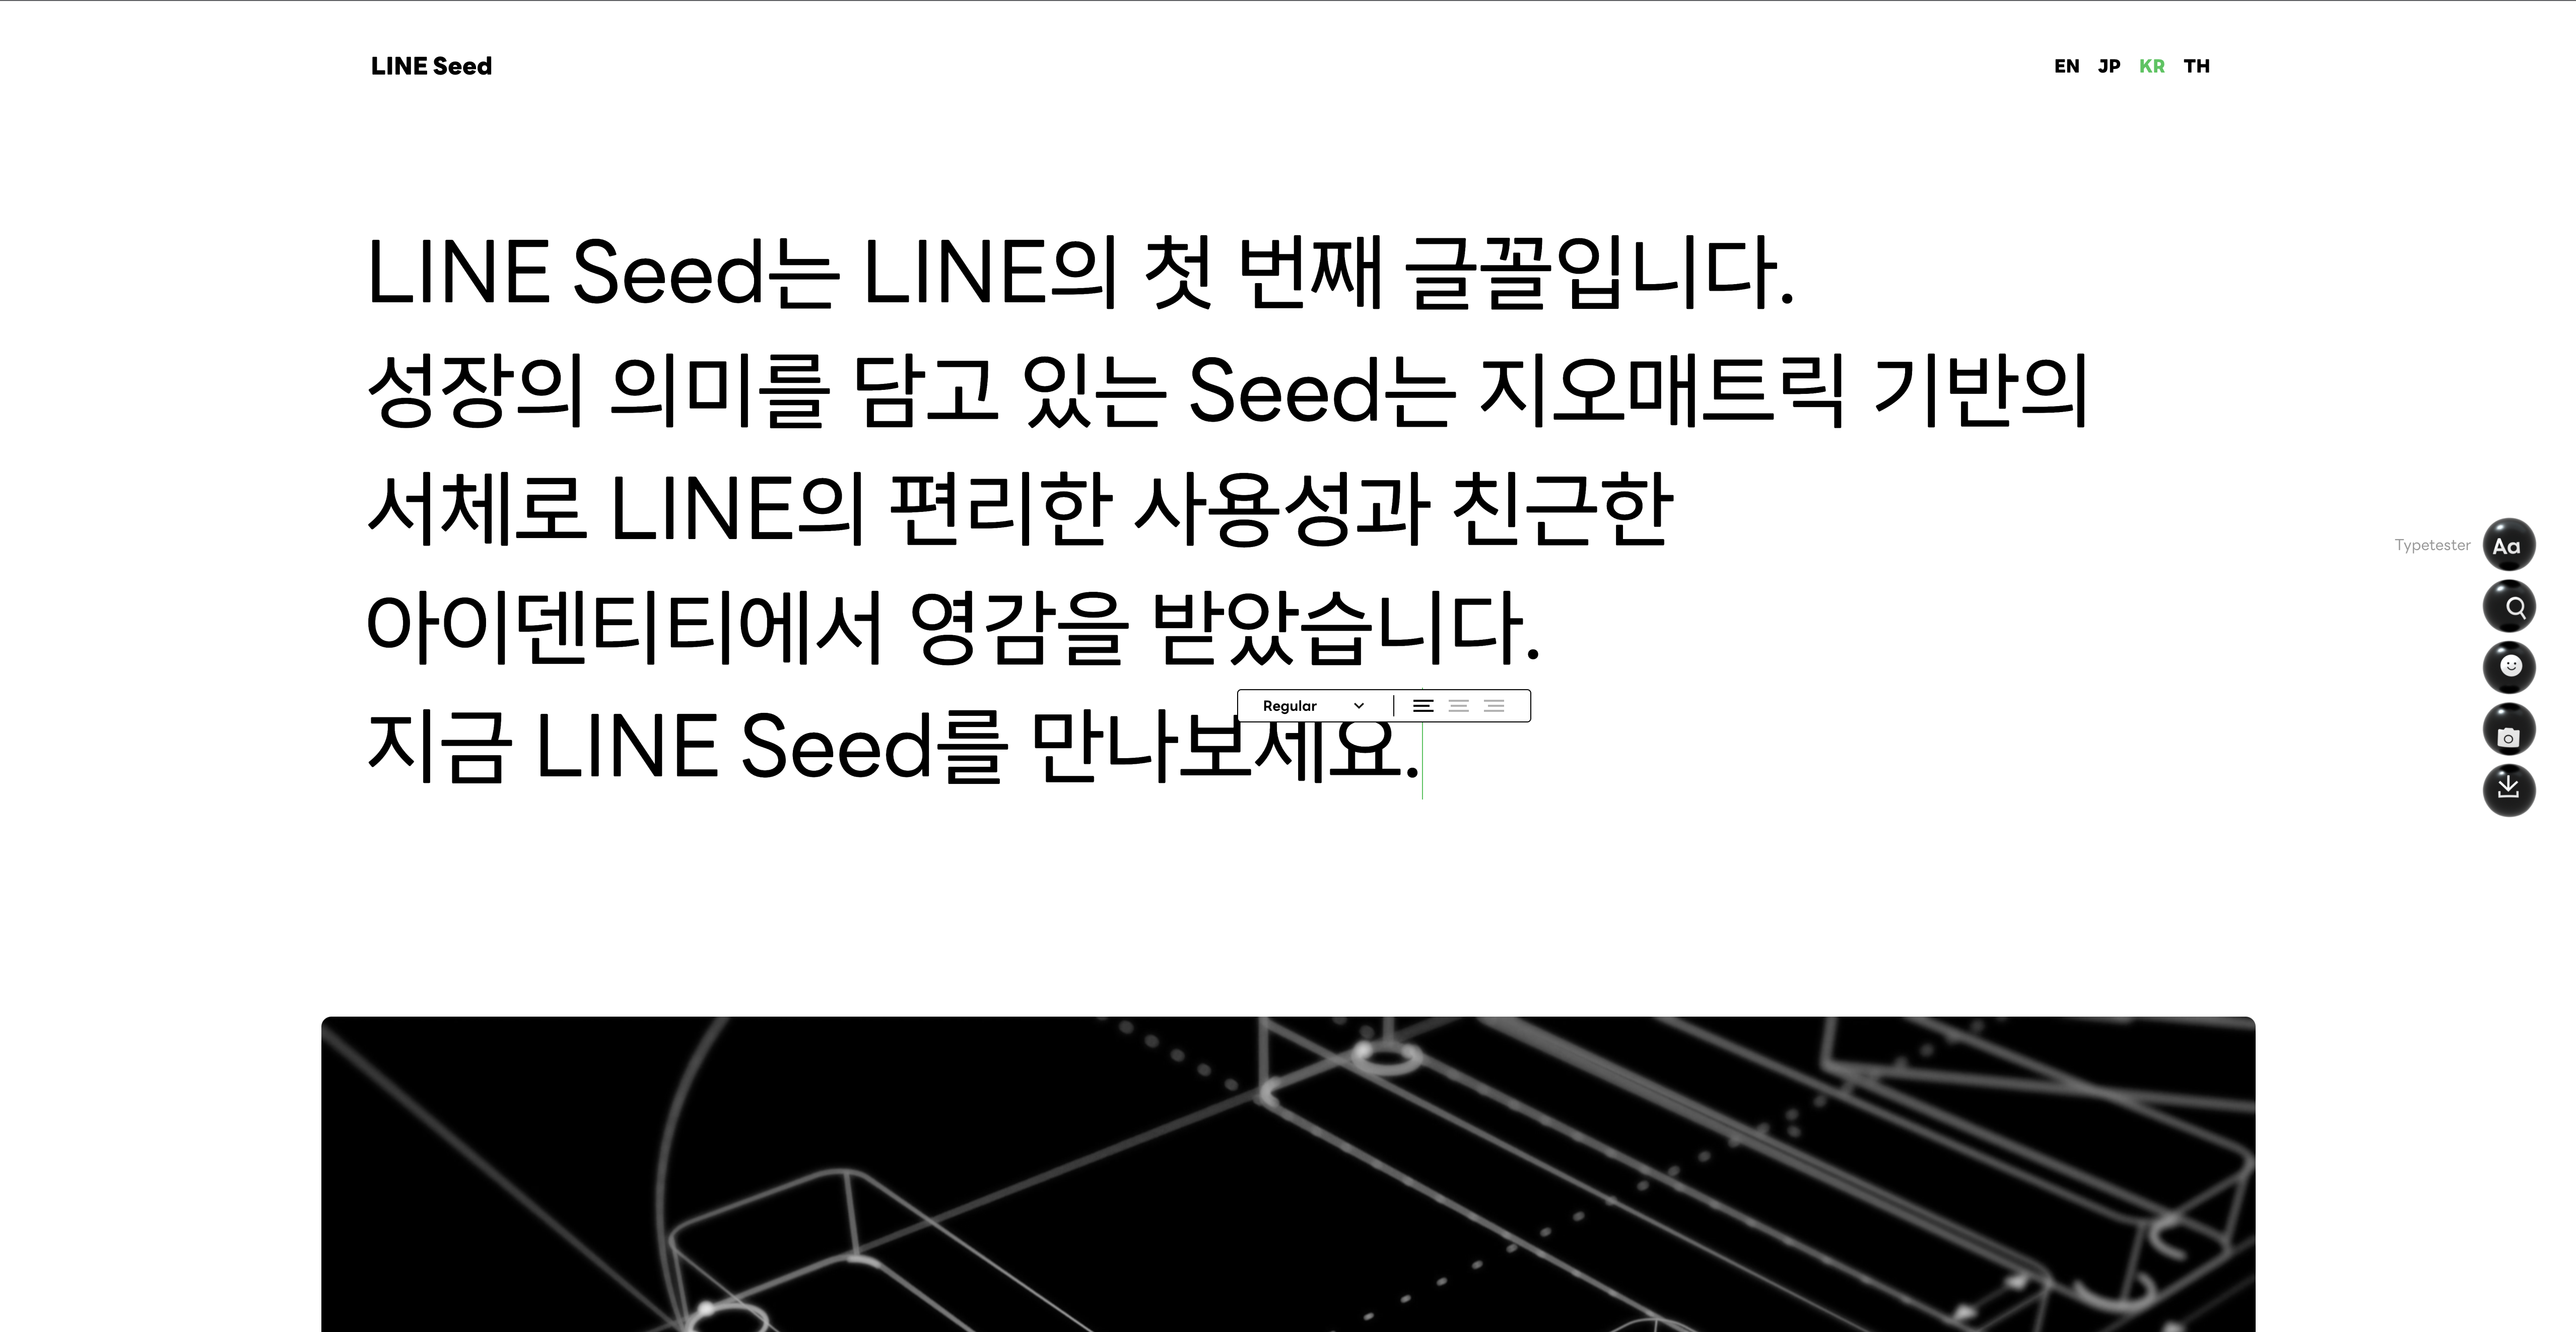 LINE Seed
EN JP KR TH
LINE Seed는 LINE의 첫 번째 글꼴입니다.
성장의 의미를 담고 있는 Seed는 지오매트릭 기반의
서체로 LINE의 편리한 사용성과 친근한
아이덴티티에서 영감을 받았습니다.
Regular
지금 LINE Seed를 만나보세요.
Typetester
Aa